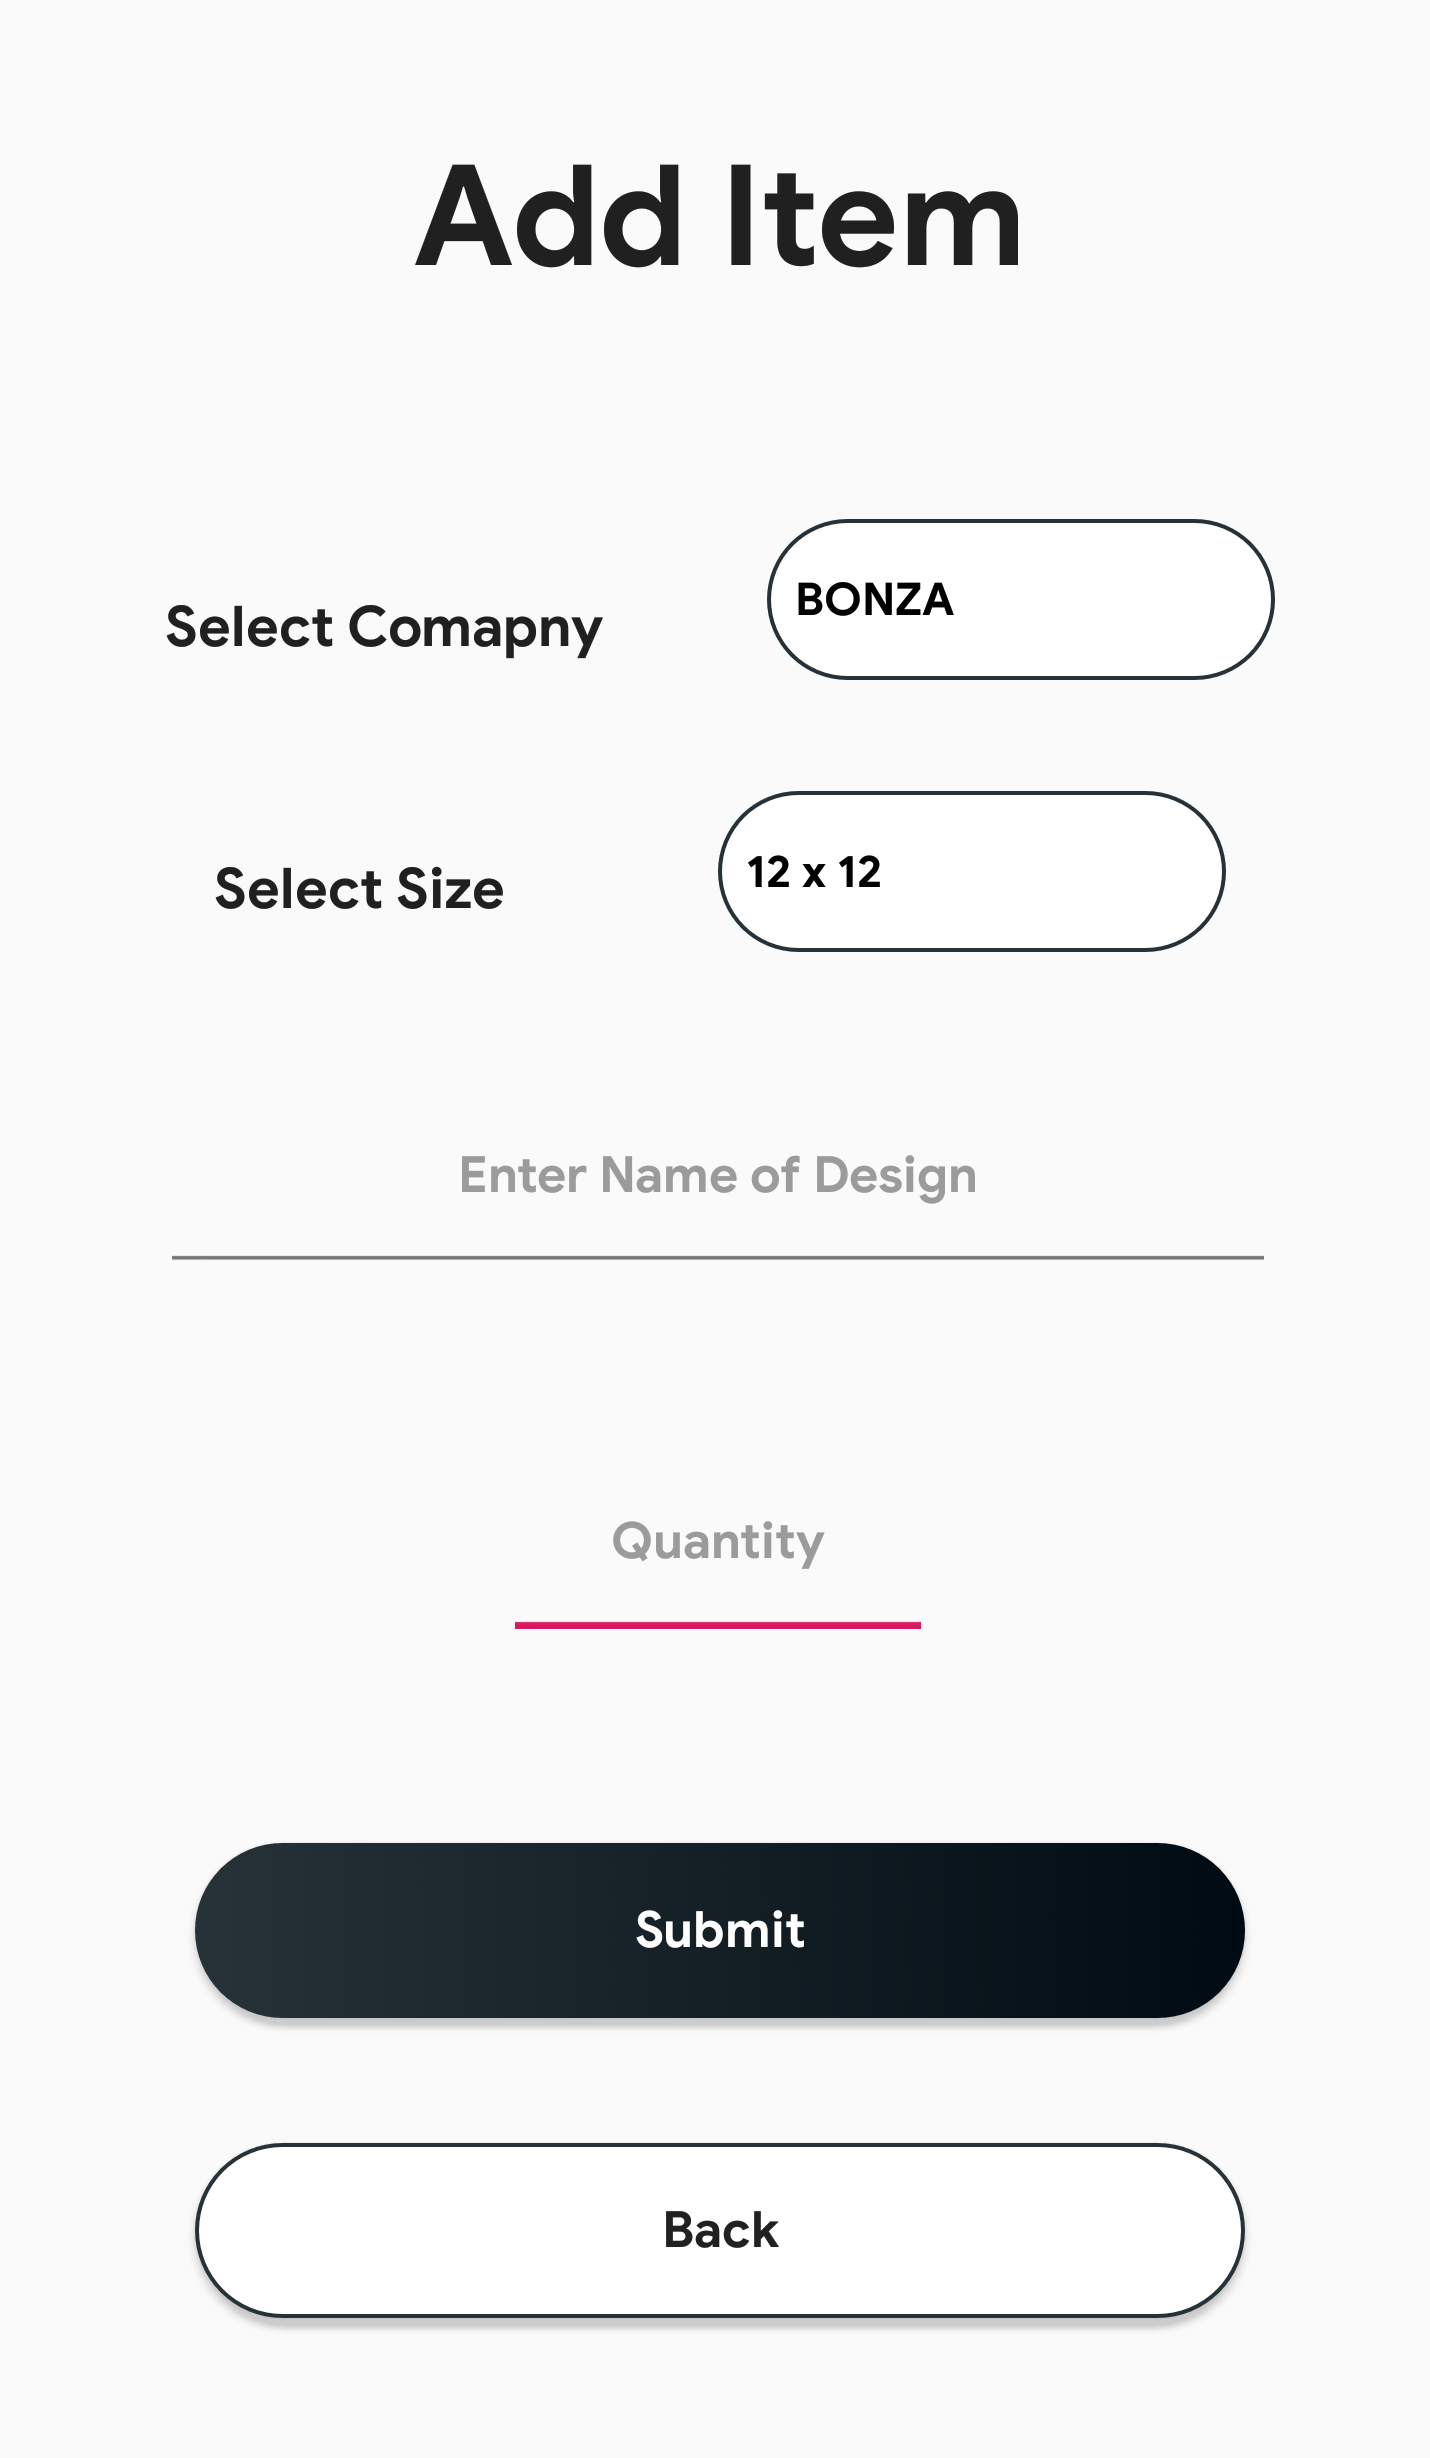 Add Item
Select Comapny
BONZA
Select Size
12 x 12
Enter Name of Design
Quantity
Submit
Back